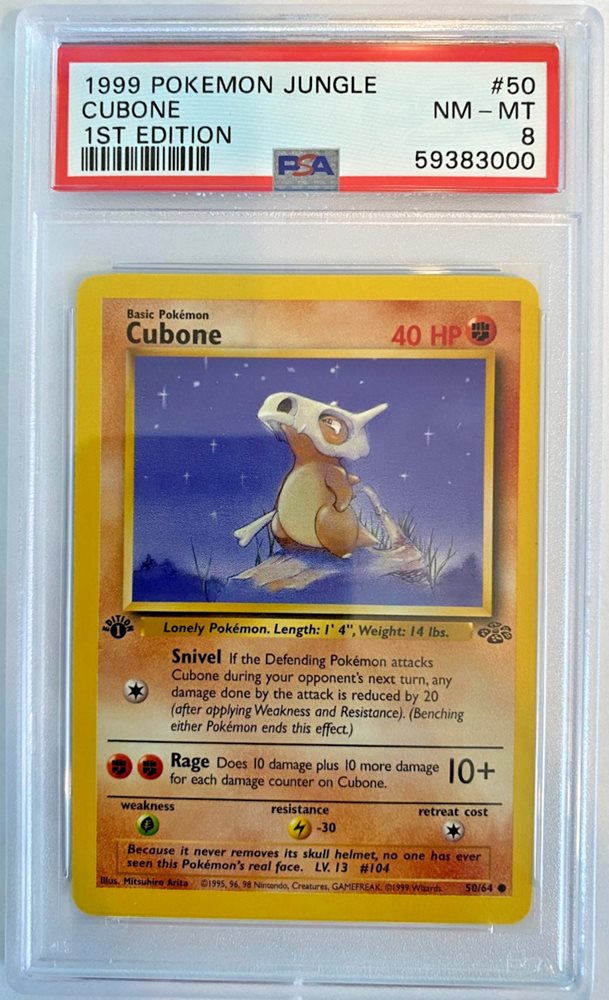 1999 POKEMON JUNGLE #50
CUBONE NM - MT
1ST EDITION 8
PSA 59383000
Basic Pokémon
Cubone 40 HP
EDITION 1
Lonely Pokémon. Length: 1' 4", Weight: 14 lbs.
Snivel If the Defending Pokémon attacks
Cubone during your opponent's next turn, any
damage done by the attack is reduced by 20
(after applying Weakness and Resistance). (Benching
either Pokémon ends this effect.)
Rage Does 10 damage plus 10 more damage 10+
for each damage counter on Cubone.
weakness resistance retreat cost
-30
Because it never removes its skull helmet, no one has ever
seen this Pokémon's real face. LV. 13 #104
Illus. Mitsuhiro Arita ©1995, 96, 98 Nintendo, Creatures, GAMEFREAK. ©1999 Wizards. 50/64